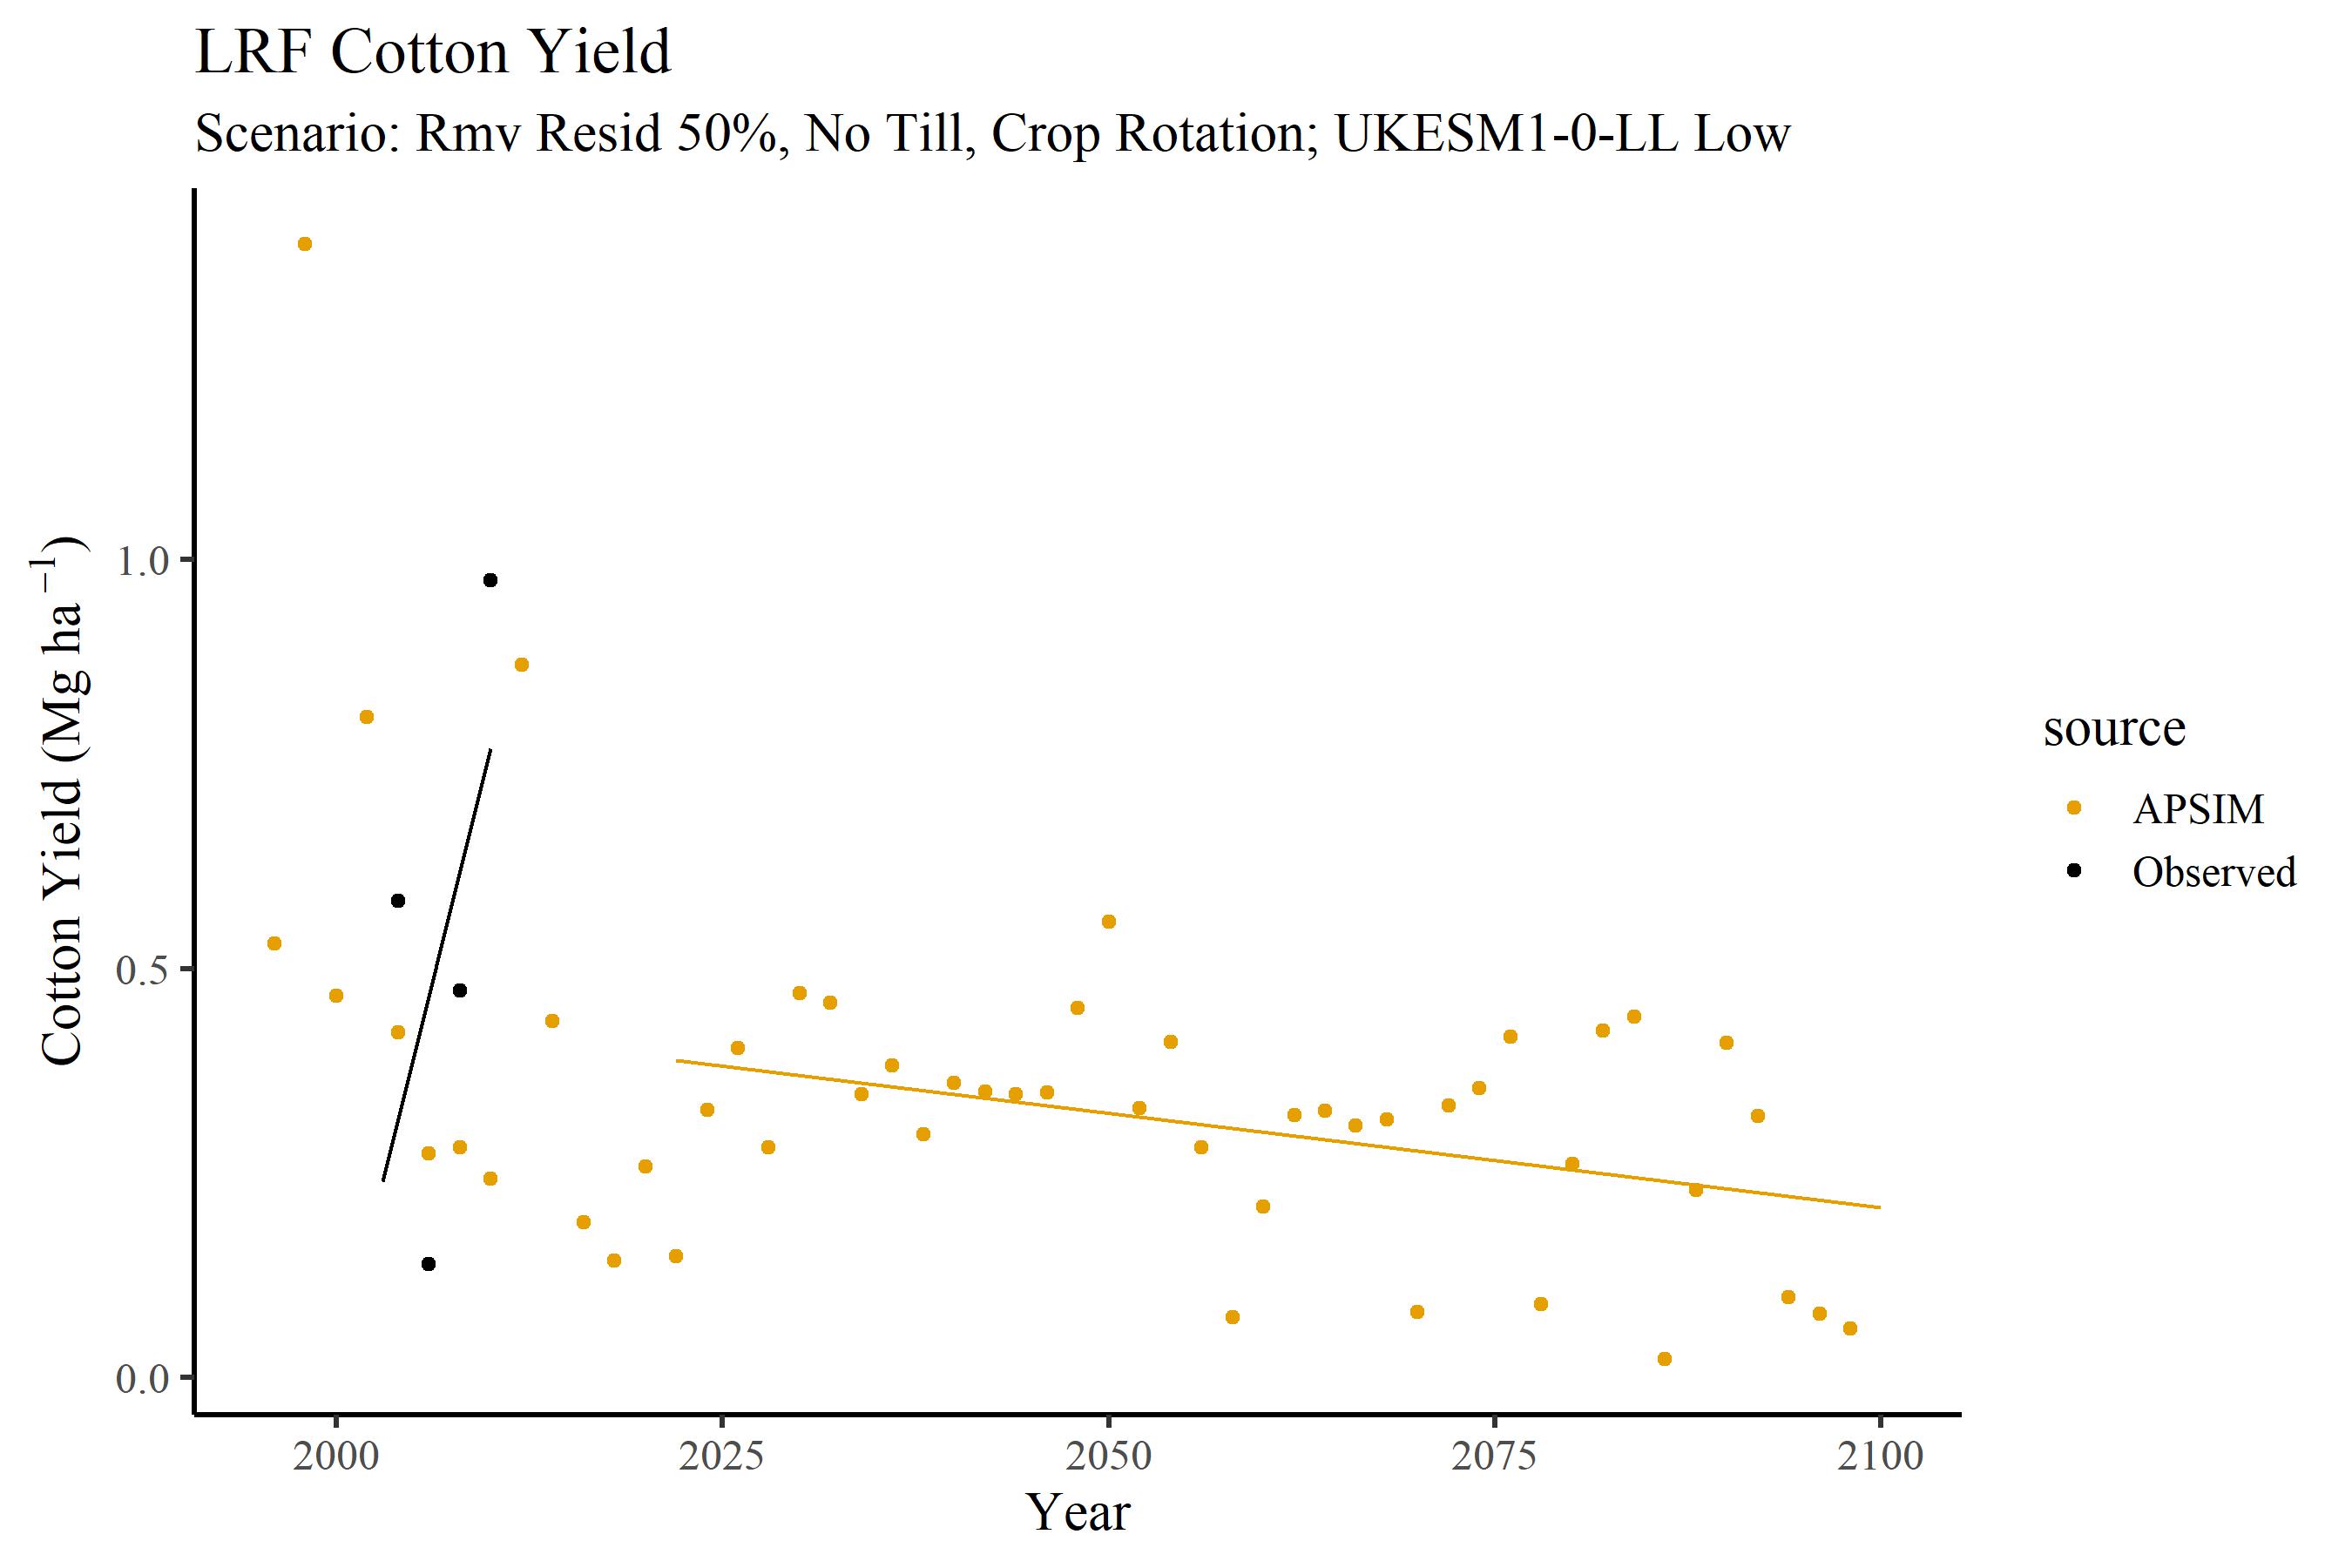 LRF Cotton Yield
Scenario: Rmv Resid 50%, No Till, Crop Rotation; UKESM1-0-LL Low
Cotton Yield (Mg ha −1)
1.0
0.5
0.0
2000 2025 2050 2075 2100
Year
source
APSIM
Observed